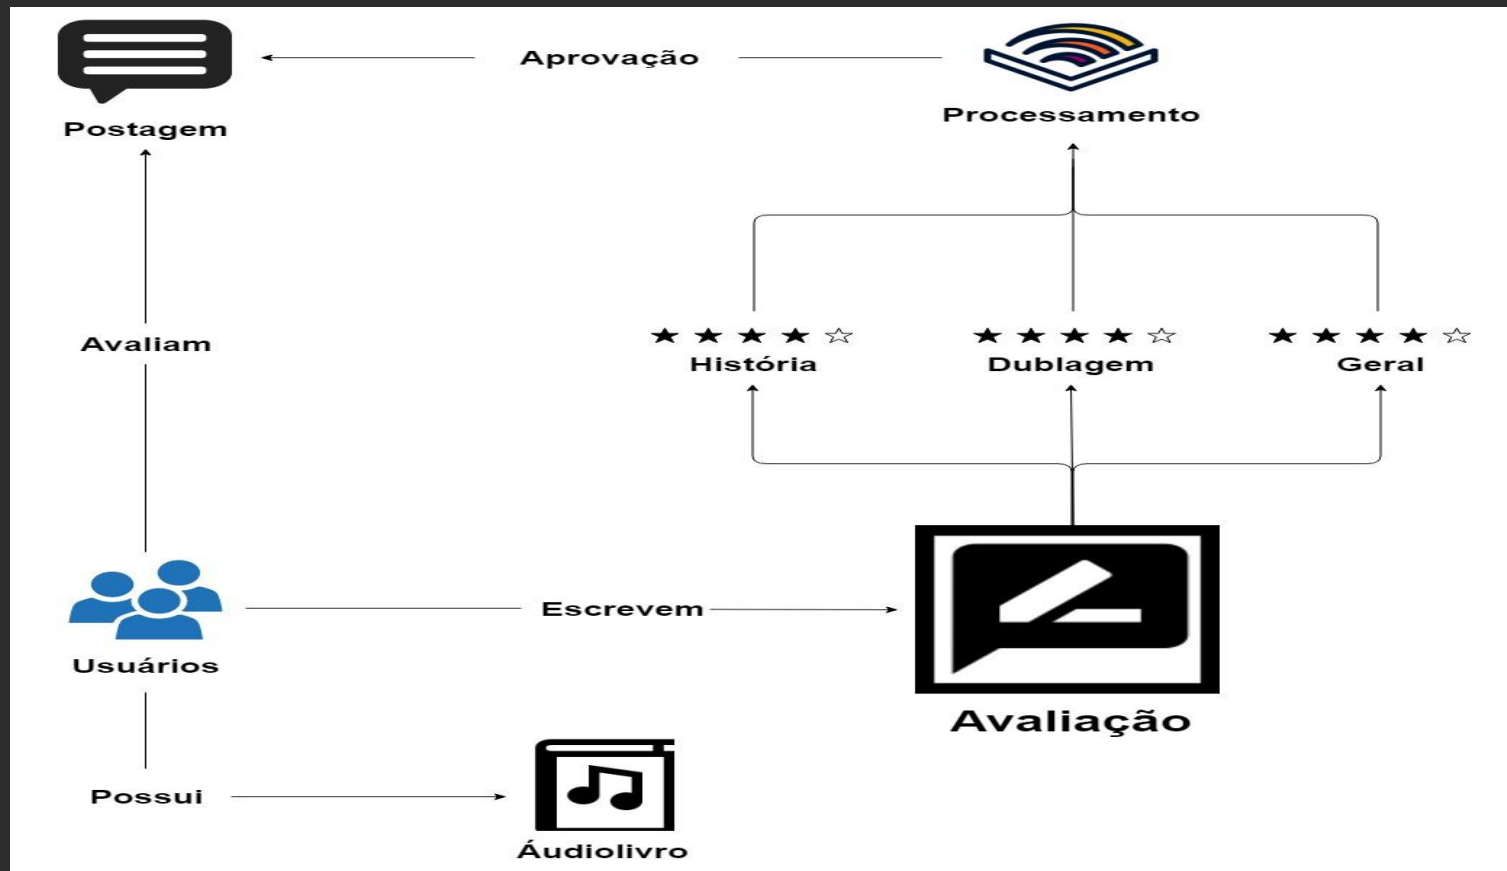 Aprovação
Processamento
Postagem
Avaliam
História
Dublagem
Geral
Escrevem
Usuários
Avaliação
Possui
Áudiolivro